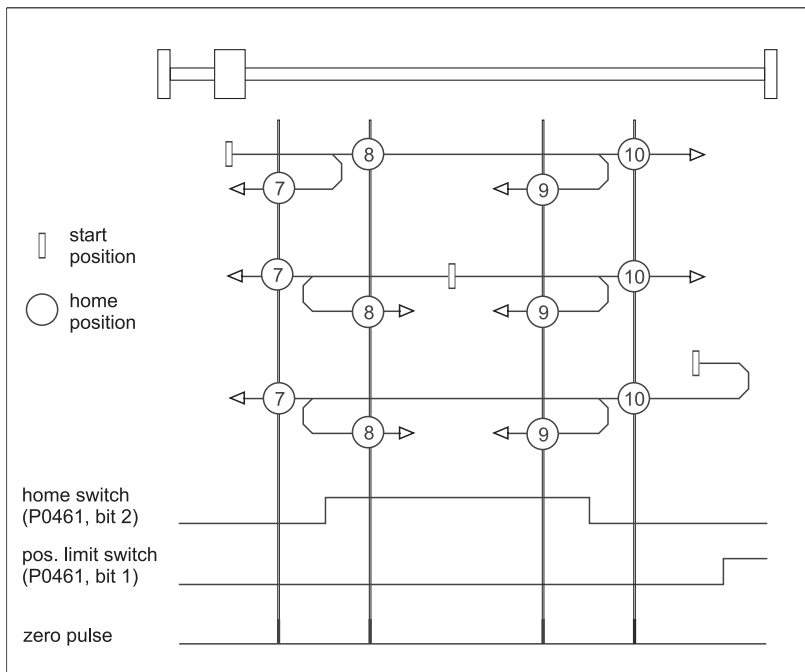 8
10
7
9
start
position
7
10
home
position
8
9
7
10
8
9
home switch
(P0461, bit 2)
pos. limit switch
(P0461, bit 1)
zero pulse